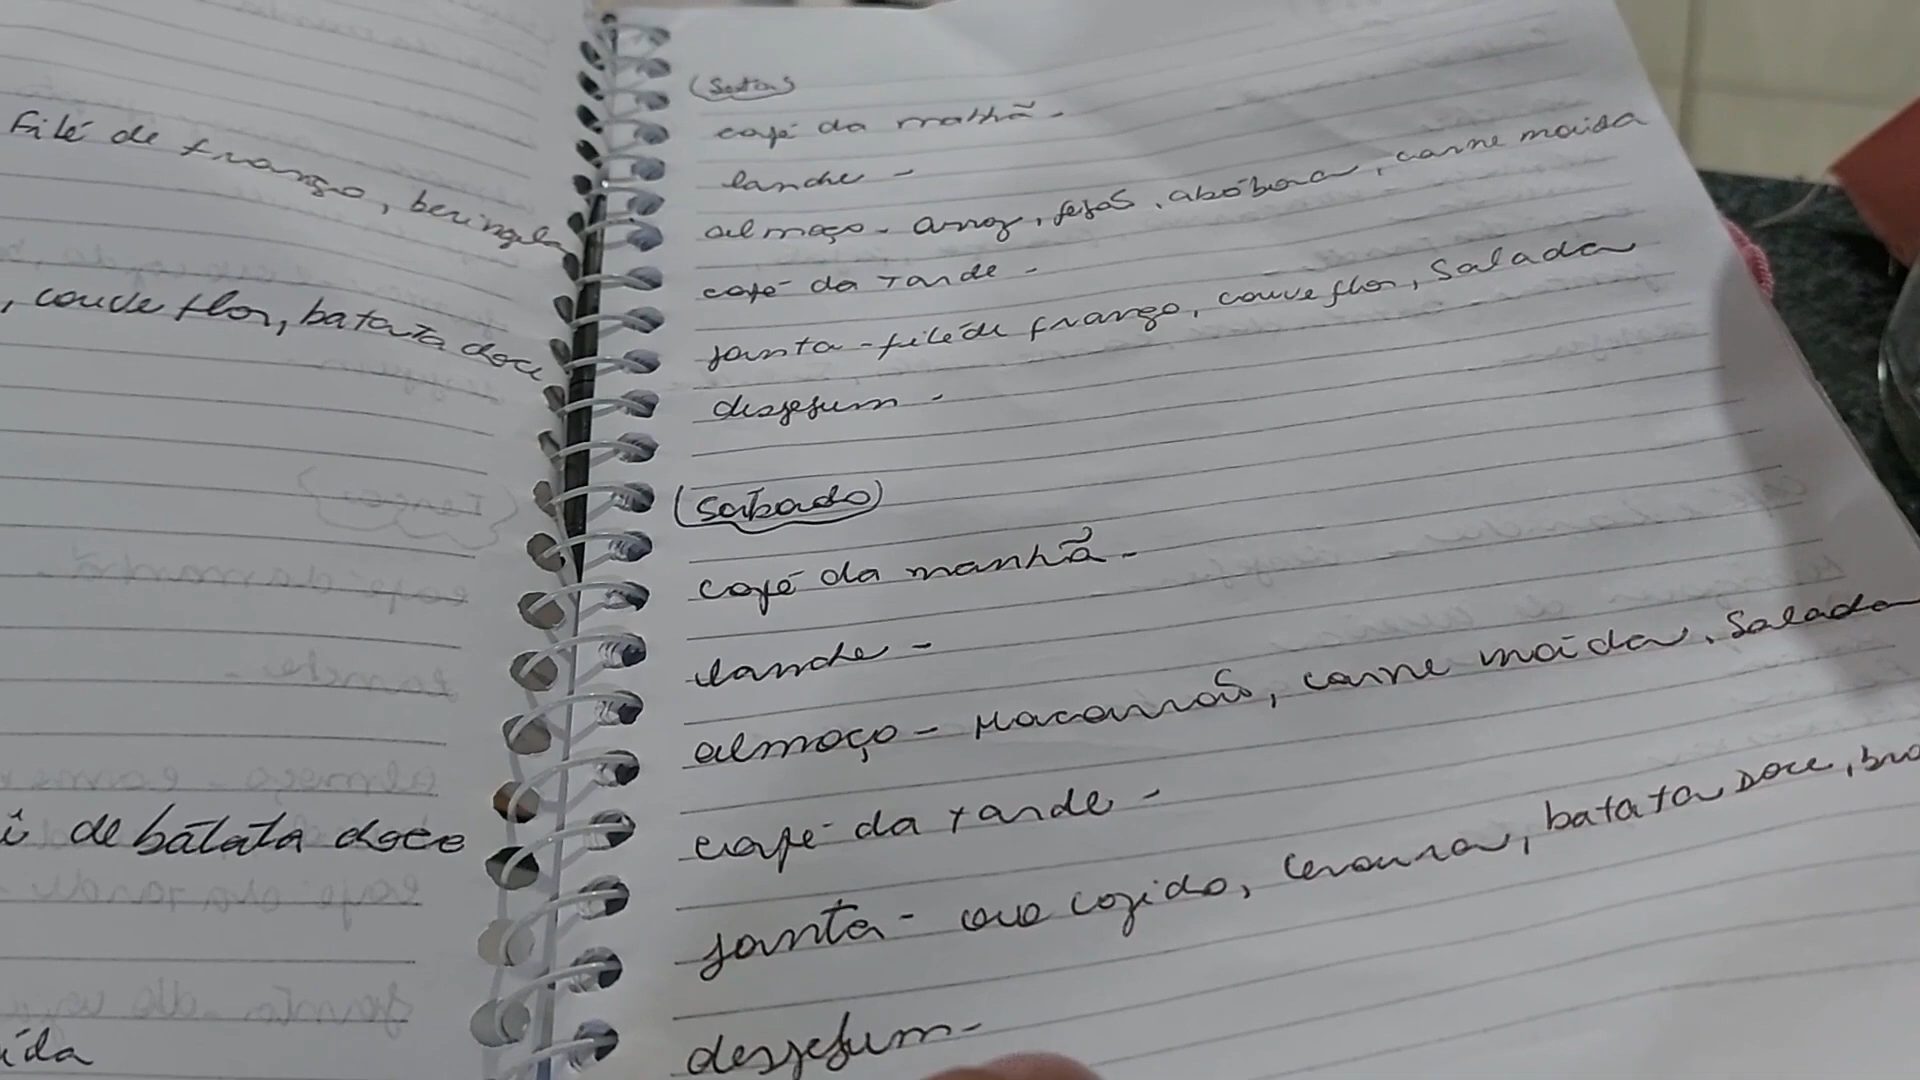 Filé de frango, beringela
, couve flor, batata doce
de batata doce
ida
(Sexta)
café da manhã -
lanche -
almoço - arroz, feijão, abóbora, carne moida
café da tarde -
janta - filé de frango, couve flor, Salada
desjejum -
(Sabado)
café da manhã -
lanche -
almoço - Macarrão, carne moida, Salada
café da tarde -
janta - ovo cozido, Cenoura, batata Doce, bro
desjejum -